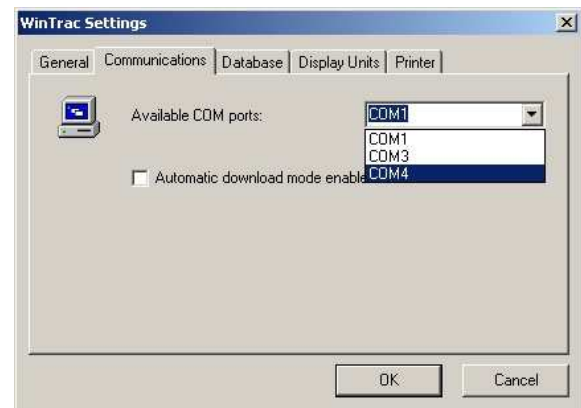 WinTrac Settings
General Communications Database Display Units Printer
Available COM ports: COM1
COM1
COM3
Automatic download mode enable COM4
OK Cancel